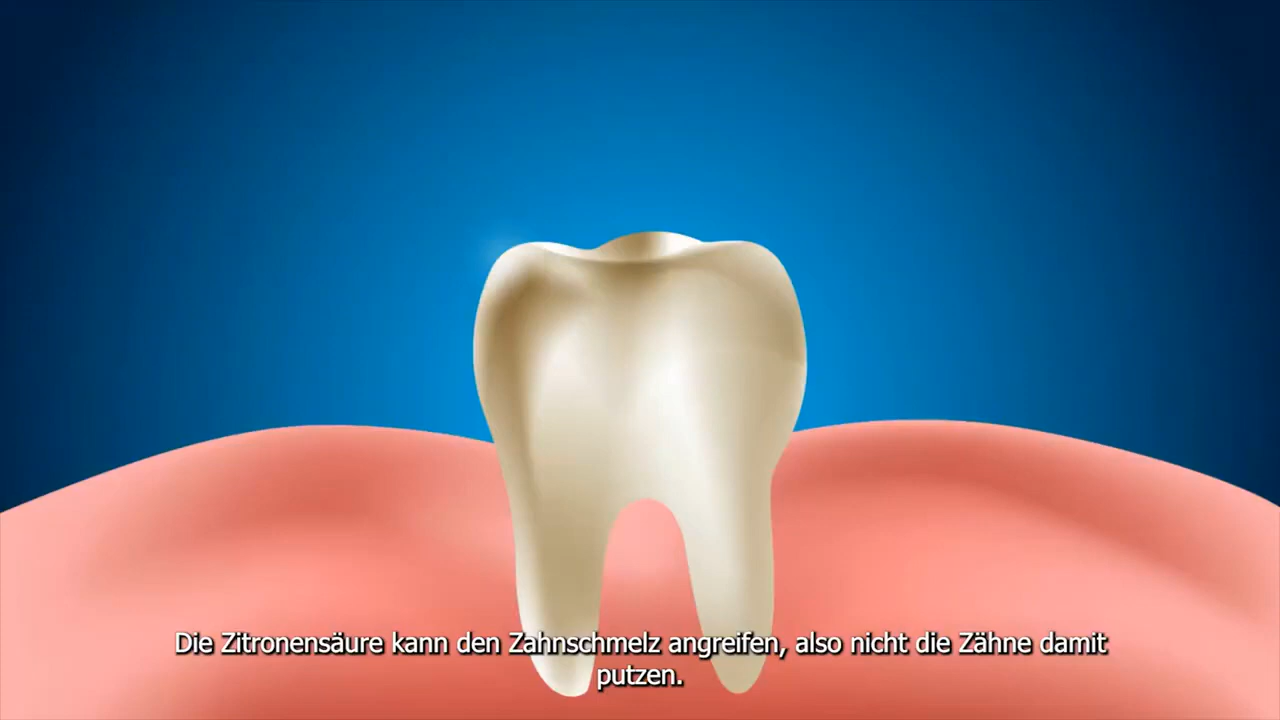 Die Zitronensäure kann den Zahnschmelz angreifen, also nicht die Zähne damit
putzen.